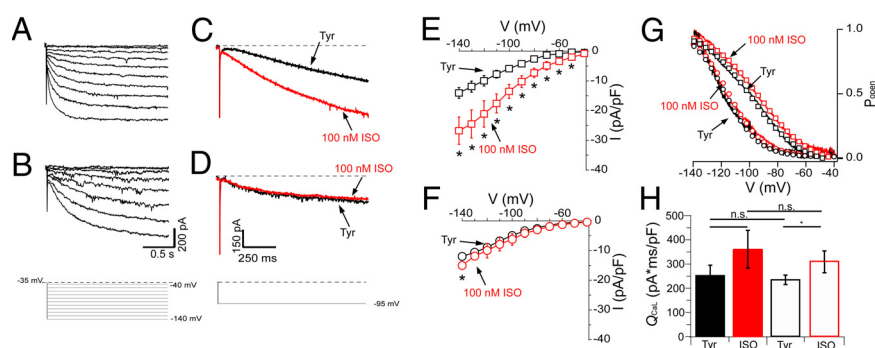 A
C
Tyr
100 nM ISO
B
D
100 nM ISO
Tyr
200 pA
0.5 s
150 pA
250 ms
-35 mV
-40 mV
-140 mV
-95 mV
E
V (mV)
-140 -100 -60
0
-10
-20
-30
-40
I (pA/pF)
Tyr
100 nM ISO
* * * * * * * * *
F
V (mV)
-140 -100 -60
0
-10
-20
-30
-40
I (pA/pF)
Tyr
100 nM ISO
*
G
100 nM ISO
Tyr
100 nM ISO
Tyr
1.0
0.5
0.0
Popen
-140 -120 -100 -80 -60 -40
V (mV)
H
n.s.
n.s.
*
QCaL (pA*ms/pF)
500
400
300
250
200
100
0
Tyr ISO Tyr ISO